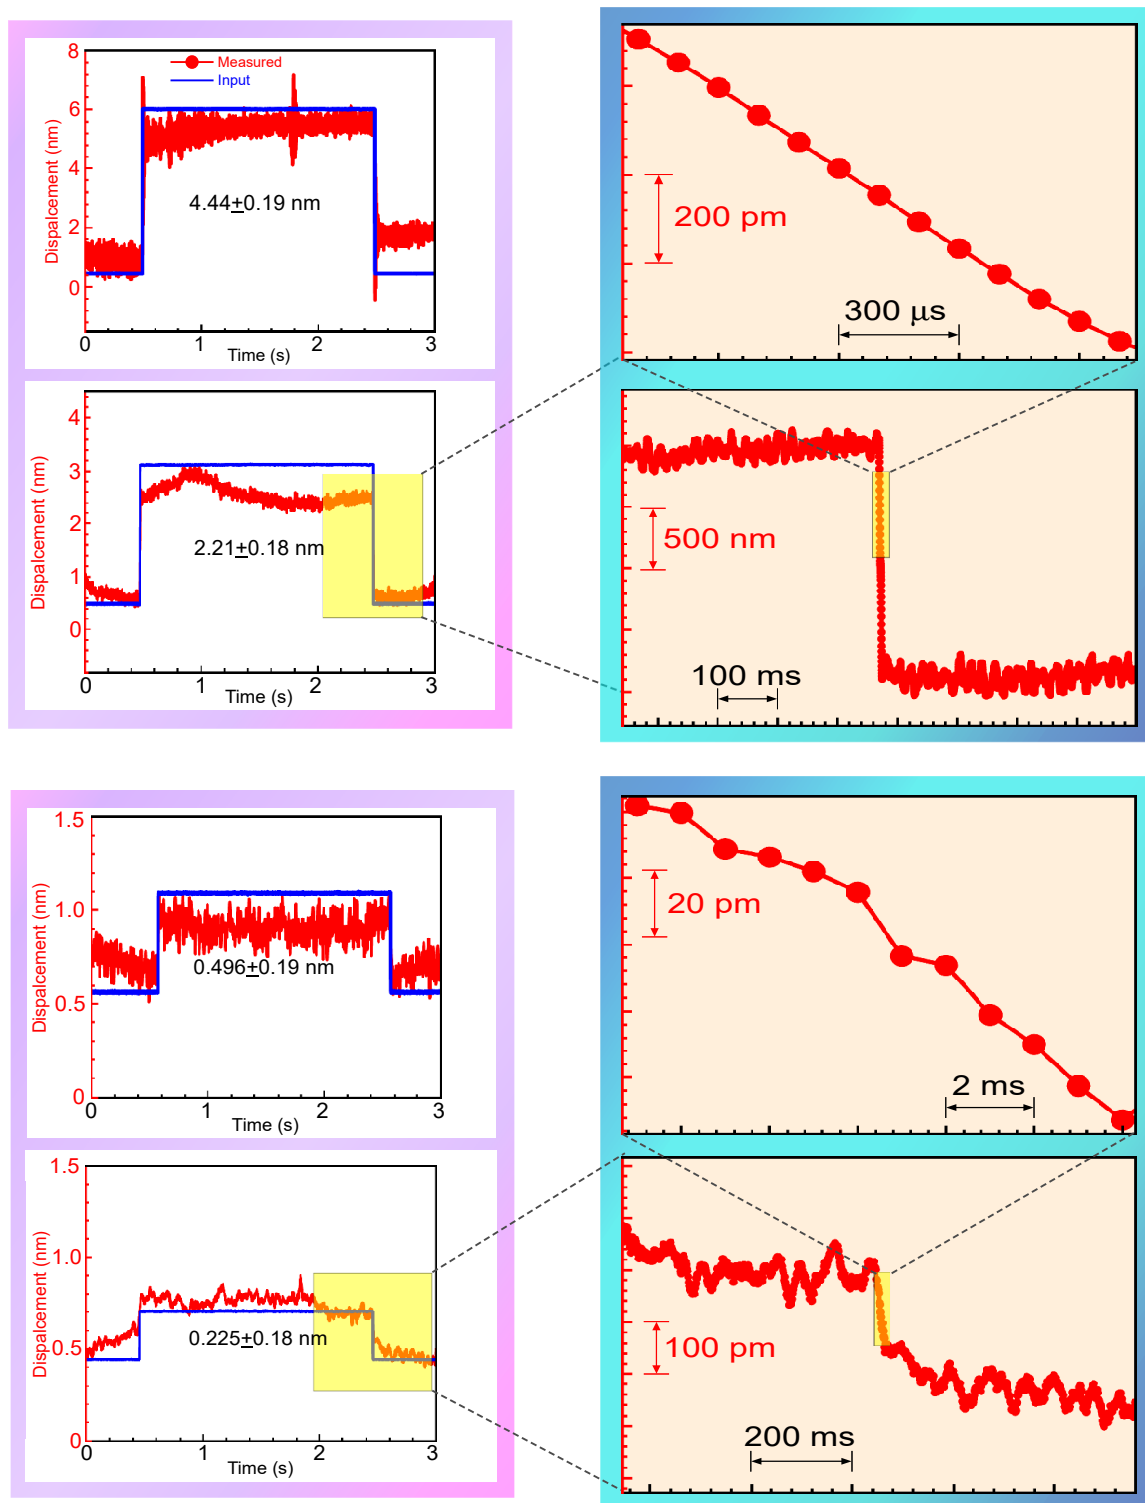 8
6
4
2
0
Dispalcement (nm)
Measured
Input
4.44±0.19 nm
0
1
2
3
Time (s)
200 pm
300 μs
4
3
2
1
0
Dispalcement (nm)
2.21±0.18 nm
0
1
2
3
Time (s)
500 nm
100 ms
1.5
1.0
0.5
0
Dispalcement (nm)
0.496±0.19 nm
0
1
2
3
Time (s)
20 pm
2 ms
1.5
1.0
0.5
0
Dispalcement (nm)
0.225±0.18 nm
0
1
2
3
Time (s)
100 pm
200 ms